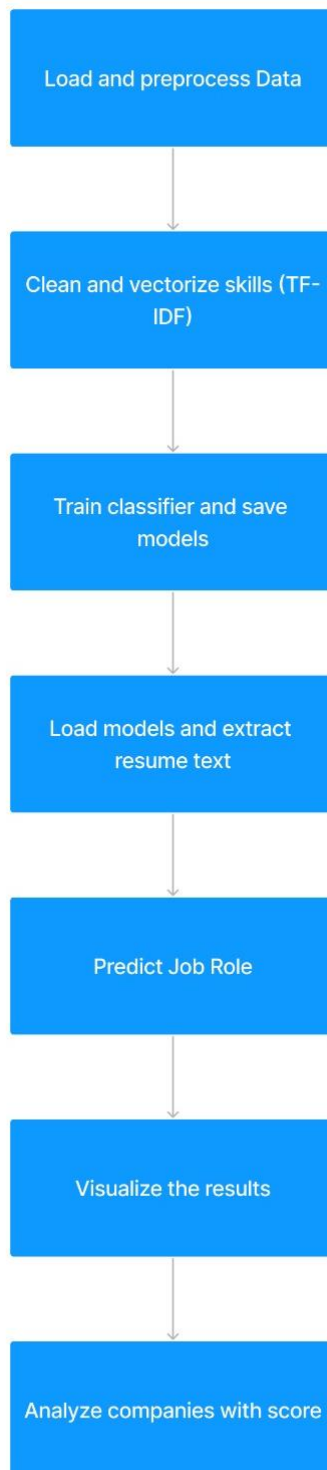 Load and preprocess Data
Clean and vectorize skills (TF-
IDF)
Train classifier and save
models
Load models and extract
resume text
Predict Job Role
Visualize the results
Analyze companies with score